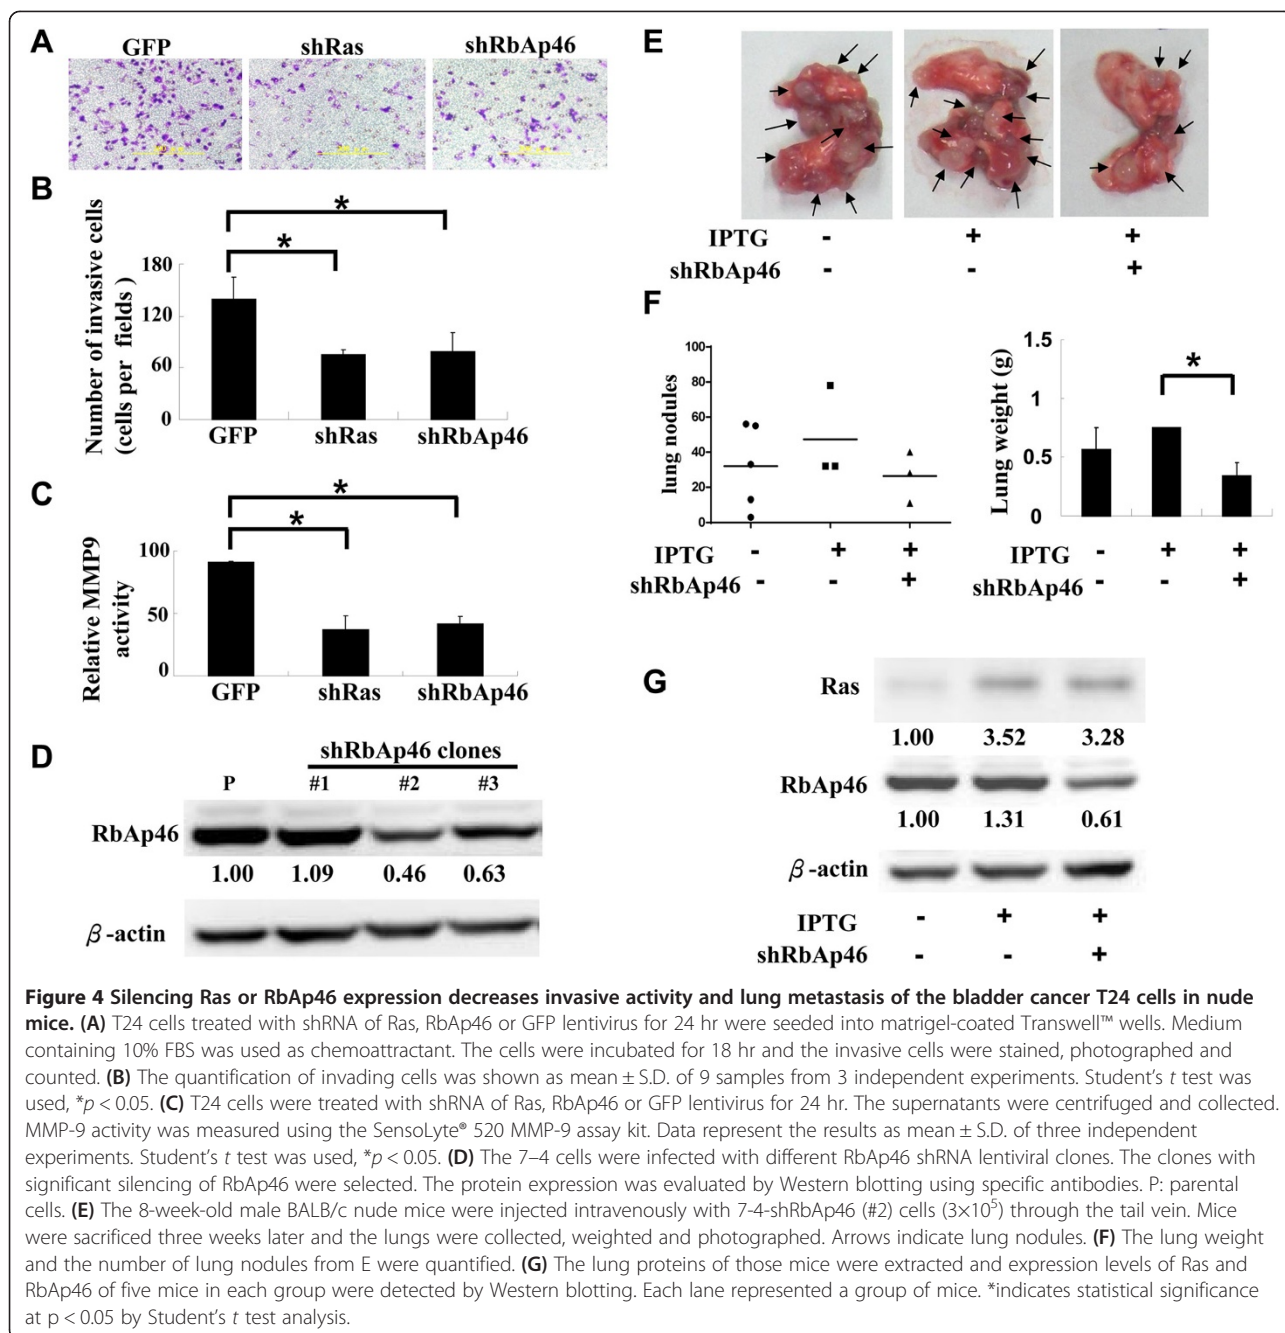 A
GFP
shRas
shRbAp46
B
*
*
Number of invasive cells
(cells per fields )
180
120
60
0
GFP
shRas
shRbAp46
C
*
*
Relative MMP9
activity
100
50
0
GFP
shRas
shRbAp46
D
shRbAp46 clones
P
#1
#2
#3
RbAp46
1.00
1.09
0.46
0.63
β-actin
E
IPTG
-
+
+
shRbAp46
-
-
+
F
lung nodules
100
80
60
40
20
0
IPTG
-
+
+
shRbAp46
-
-
+
Lung weight (g)
1.5
1
0.5
0
*
IPTG
-
+
+
shRbAp46
-
-
+
G
Ras
1.00
3.52
3.28
RbAp46
1.00
1.31
0.61
β-actin
IPTG
-
+
+
shRbAp46
-
-
+
Figure 4 Silencing Ras or RbAp46 expression decreases invasive activity and lung metastasis of the bladder cancer T24 cells in nude
mice. (A) T24 cells treated with shRNA of Ras, RbAp46 or GFP lentivirus for 24 hr were seeded into matrigel-coated Transwell™ wells. Medium
containing 10% FBS was used as chemoattractant. The cells were incubated for 18 hr and the invasive cells were stained, photographed and
counted. (B) The quantification of invading cells was shown as mean ± S.D. of 9 samples from 3 independent experiments. Student's t test was
used, *p < 0.05. (C) T24 cells were treated with shRNA of Ras, RbAp46 or GFP lentivirus for 24 hr. The supernatants were centrifuged and collected.
MMP-9 activity was measured using the SensoLyte® 520 MMP-9 assay kit. Data represent the results as mean ± S.D. of three independent
experiments. Student's t test was used, *p < 0.05. (D) The 7–4 cells were infected with different RbAp46 shRNA lentiviral clones. The clones with
significant silencing of RbAp46 were selected. The protein expression was evaluated by Western blotting using specific antibodies. P: parental
cells. (E) The 8-week-old male BALB/c nude mice were injected intravenously with 7-4-shRbAp46 (#2) cells (3×10⁵) through the tail vein. Mice
were sacrificed three weeks later and the lungs were collected, weighted and photographed. Arrows indicate lung nodules. (F) The lung weight
and the number of lung nodules from E were quantified. (G) The lung proteins of those mice were extracted and expression levels of Ras and
RbAp46 of five mice in each group were detected by Western blotting. Each lane represented a group of mice. *indicates statistical significance
at p < 0.05 by Student's t test analysis.